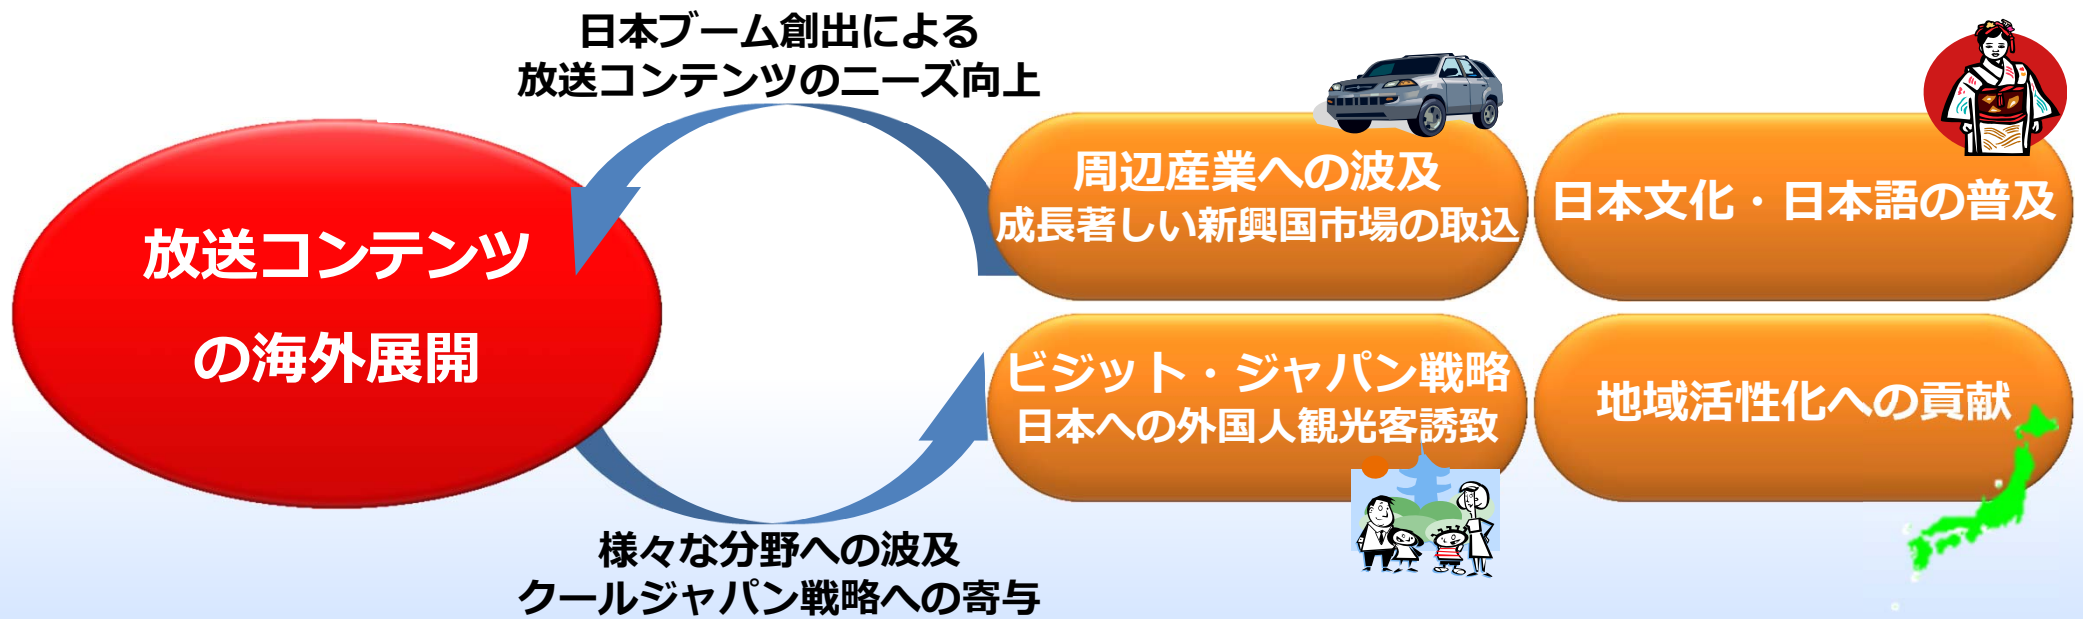 日本ブーム創出による
放送コンテンツのニーズ向上
放送コンテンツ
の海外展開
周辺産業への波及
成長著しい新興国市場の取込
日本文化・日本語の普及
ビジット・ジャパン戦略
日本への外国人観光客誘致
地域活性化への貢献
様々な分野への波及
クールジャパン戦略への寄与